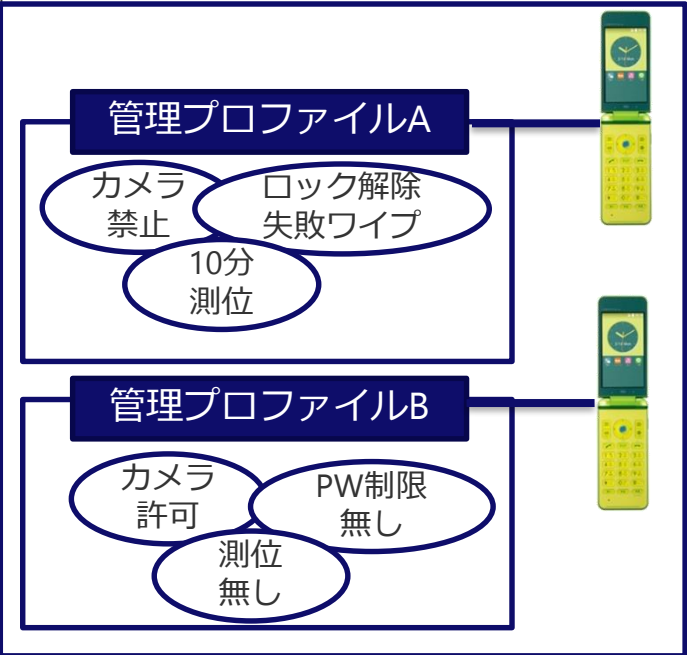 管理プロファイルA
カメラ
禁止
ロック解除
失敗ワイプ
10分
測位
管理プロファイルB
カメラ
許可
PW制限
無し
測位
無し